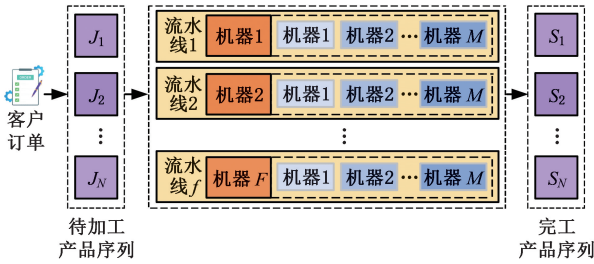 客户
订单
J1
J2
⋮
JN
待加工
产品序列
流水
线1
机器1
机器1 机器2 ··· 机器 M
流水
线2
机器2
机器1 机器2 ··· 机器 M
⋮
流水
线f
机器 F
机器1 机器2 ··· 机器 M
S1
S2
⋮
SN
完工
产品序列